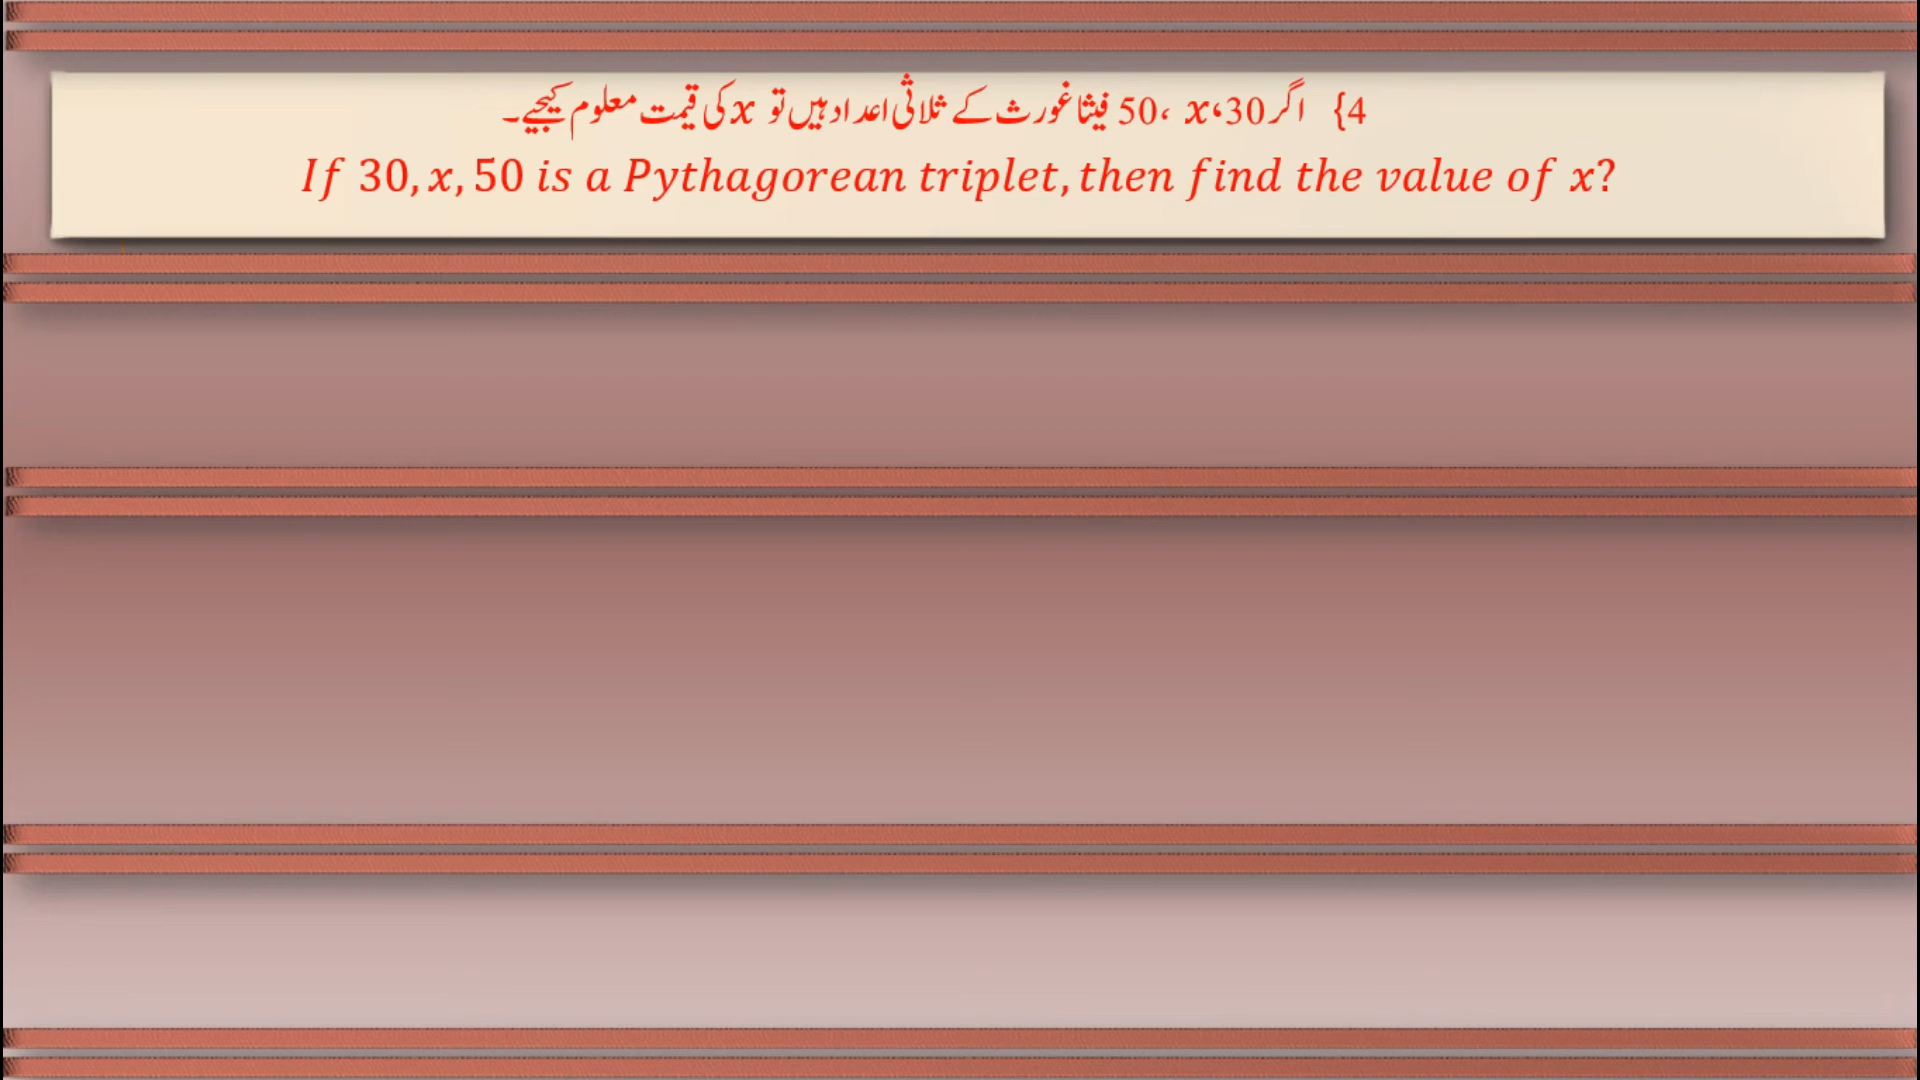 4} اگر 30، x، 50 فیثا غورث کے ثلاثی اعداد ہیں تو x کی قیمت معلوم کیجیے۔
If 30, x, 50 is a Pythagorean triplet, then find the value of x?